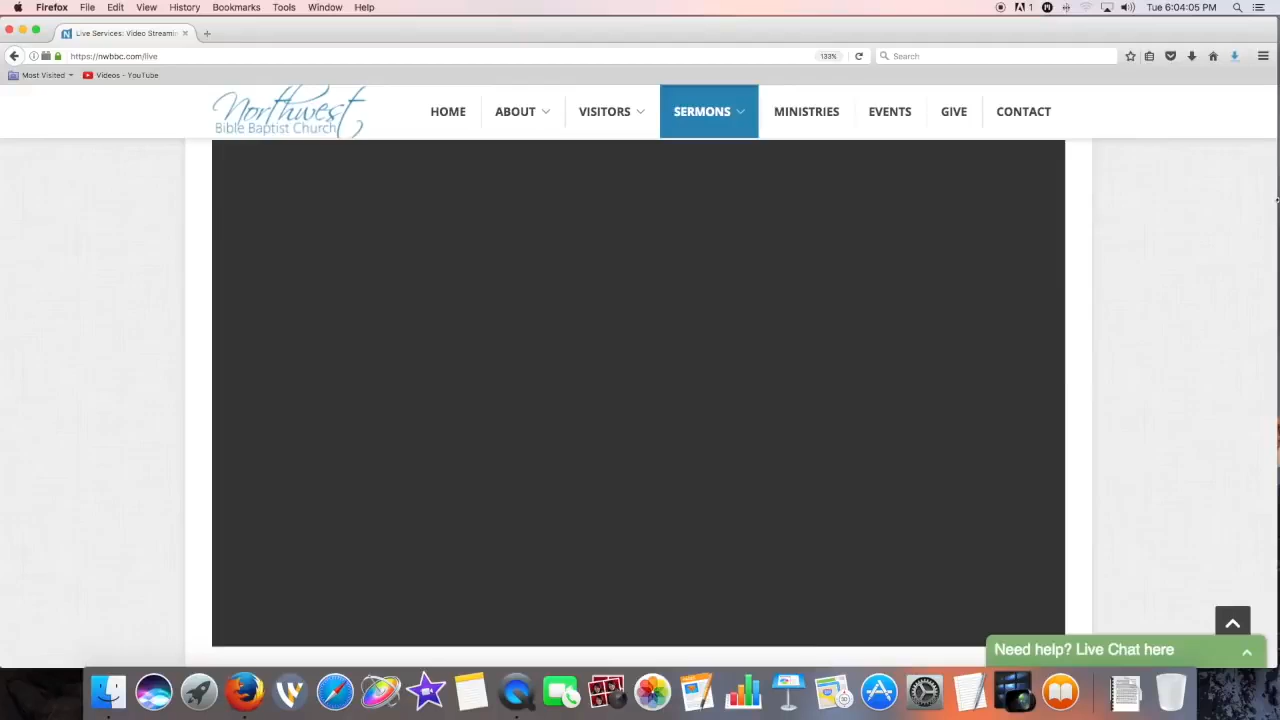 Firefox File Edit View History Bookmarks Tools Window Help 1 Tue 6:04:05 PM
Live Services: Video Streamin
https://nwbbc.com/live 133% Search
Most Visited Videos - YouTube
Northwest
Bible Baptist Church
HOME ABOUT VISITORS SERMONS MINISTRIES EVENTS GIVE CONTACT
Need help? Live Chat here